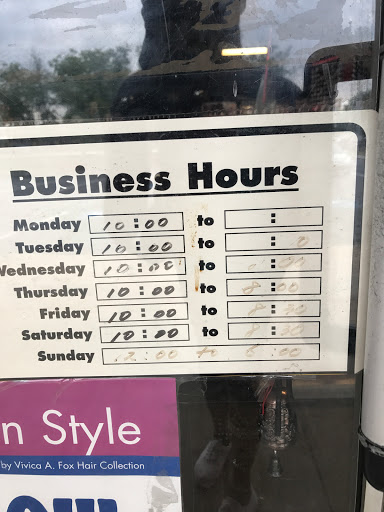 Business Hours
Monday 10:00 to :
Tuesday 10:00 to : 0
Wednesday 10:00 to : 00
Thursday 10:00 to 8:00
Friday 10:00 to 8:30
Saturday 10:00 to 8:30
Sunday 12:00 to 6:00
n Style
by Vivica A. Fox Hair Collection